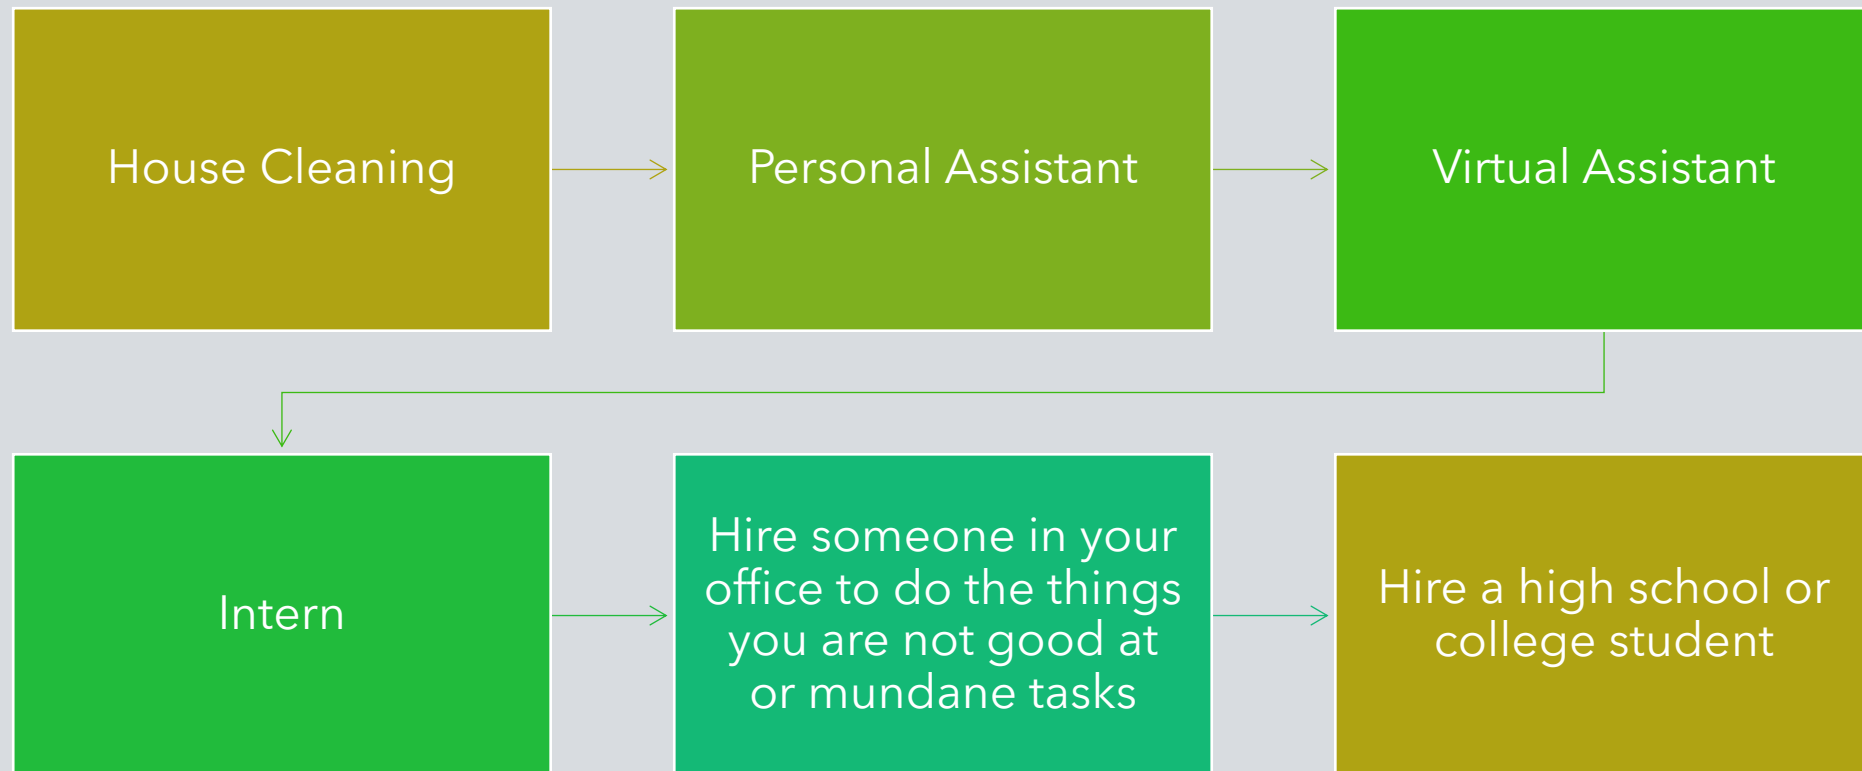 House Cleaning
Personal Assistant
Virtual Assistant
Intern
Hire someone in your
office to do the things
you are not good at
or mundane tasks
Hire a high school or
college student